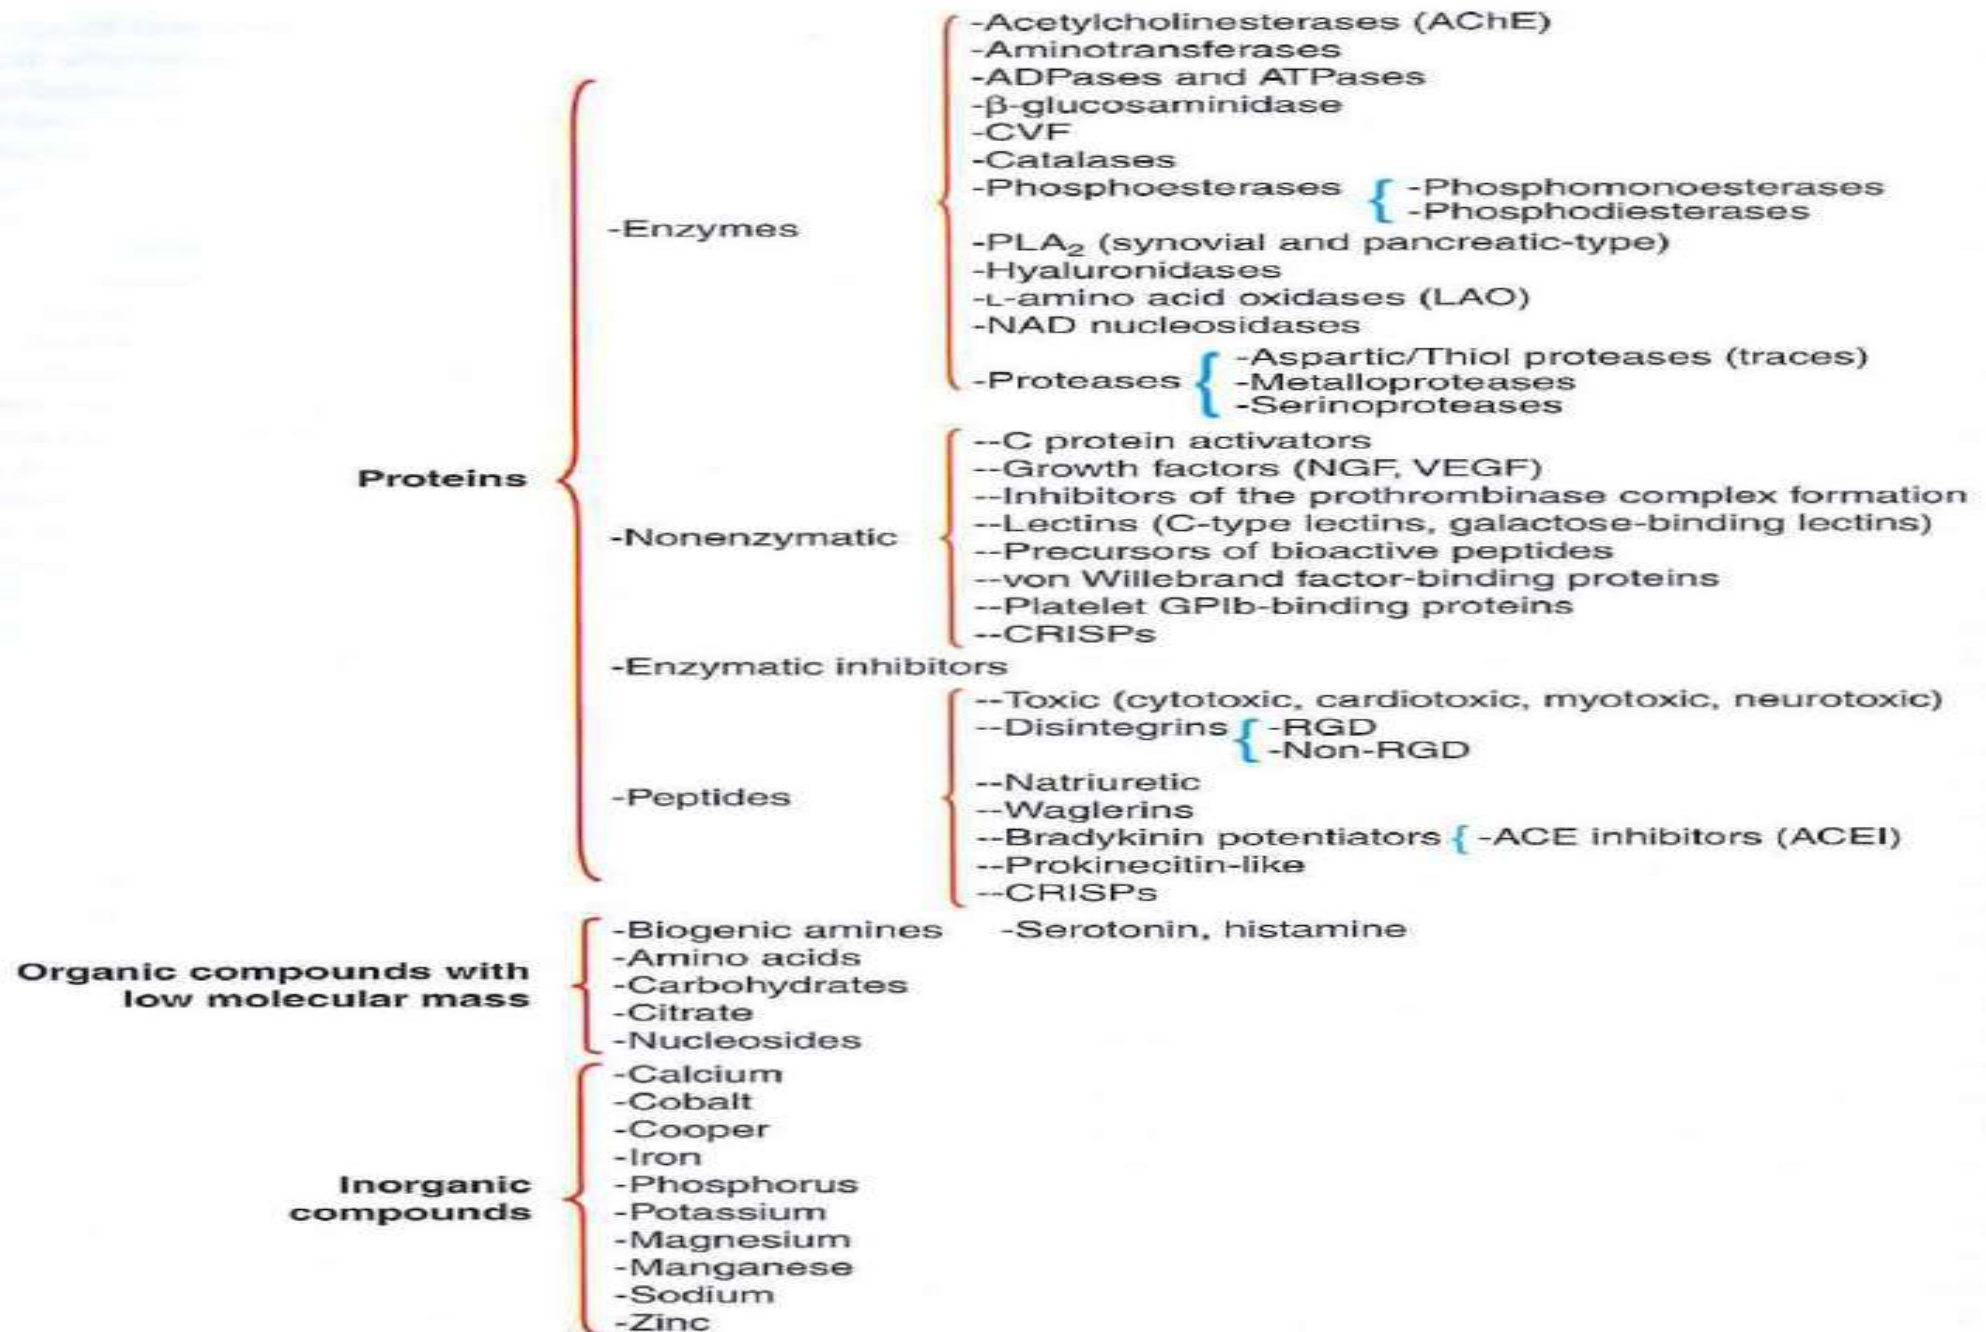 -Acetylcholinesterases (AChE)
-Aminotransferases
-ADPases and ATPases
-β-glucosaminidase
-CVF
-Catalases
-Phosphoesterases { -Phosphomonoesterases
-Phosphodiesterases
-Enzymes
-PLA₂ (synovial and pancreatic-type)
-Hyaluronidases
-L-amino acid oxidases (LAO)
-NAD nucleosidases
-Proteases { -Aspartic/Thiol proteases (traces)
-Metalloproteases
-Serinoproteases
Proteins
--C protein activators
--Growth factors (NGF, VEGF)
--Inhibitors of the prothrombinase complex formation
-Nonenzymatic
--Lectins (C-type lectins, galactose-binding lectins)
--Precursors of bioactive peptides
--von Willebrand factor-binding proteins
--Platelet GPIb-binding proteins
--CRISPs
-Enzymatic inhibitors
--Toxic (cytotoxic, cardiotoxic, myotoxic, neurotoxic)
--Disintegrins { -RGD
-Non-RGD
-Peptides
--Natriuretic
--Waglerins
--Bradykinin potentiators { -ACE inhibitors (ACEI)
--Prokinecitin-like
--CRISPs
Organic compounds with
low molecular mass
-Biogenic amines -Serotonin, histamine
-Amino acids
-Carbohydrates
-Citrate
-Nucleosides
Inorganic
compounds
-Calcium
-Cobalt
-Cooper
-Iron
-Phosphorus
-Potassium
-Magnesium
-Manganese
-Sodium
-Zinc